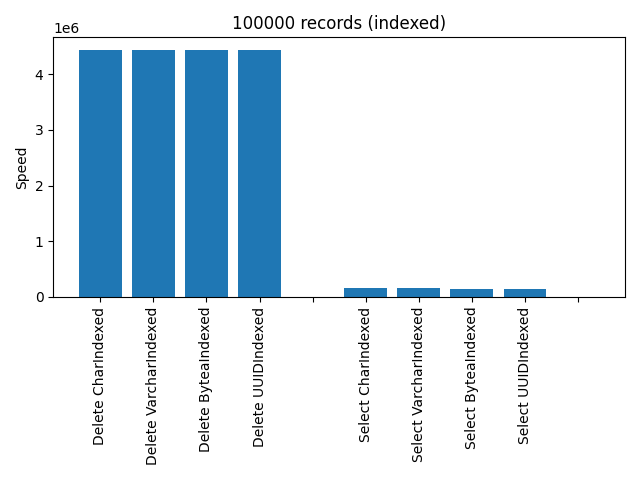 100000 records (indexed)
1e6
4
3
2
1
0
Speed
Delete CharIndexed
Delete VarcharIndexed
Delete ByteaIndexed
Delete UUIDIndexed
Select CharIndexed
Select VarcharIndexed
Select ByteaIndexed
Select UUIDIndexed